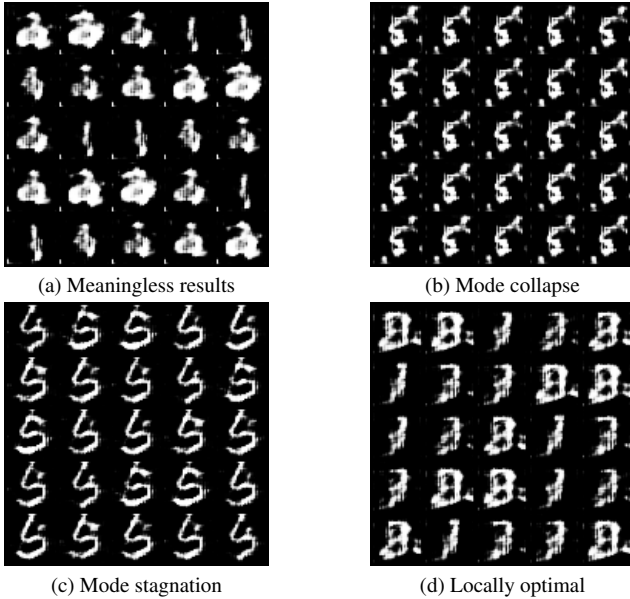 (a) Meaningless results
(b) Mode collapse
(c) Mode stagnation
(d) Locally optimal